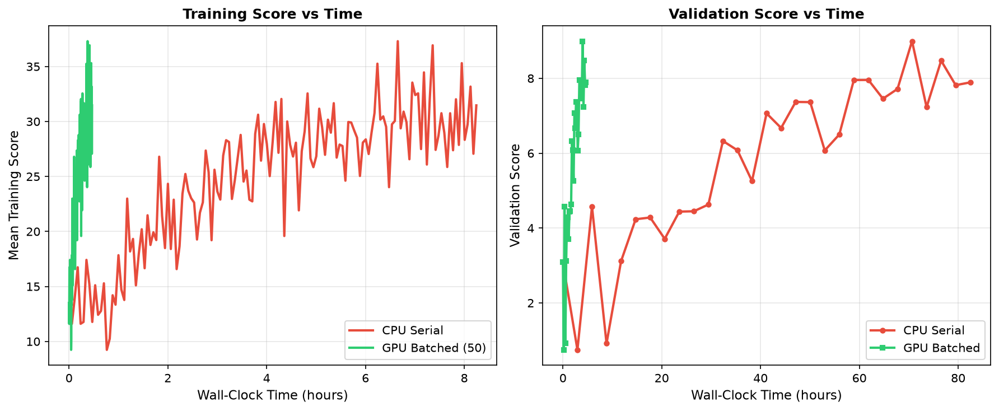 Training Score vs Time
Mean Training Score
35
30
25
20
15
10
0 2 4 6 8
Wall-Clock Time (hours)
CPU Serial
GPU Batched (50)
Validation Score vs Time
Validation Score
8
6
4
2
0 20 40 60 80
Wall-Clock Time (hours)
CPU Serial
GPU Batched